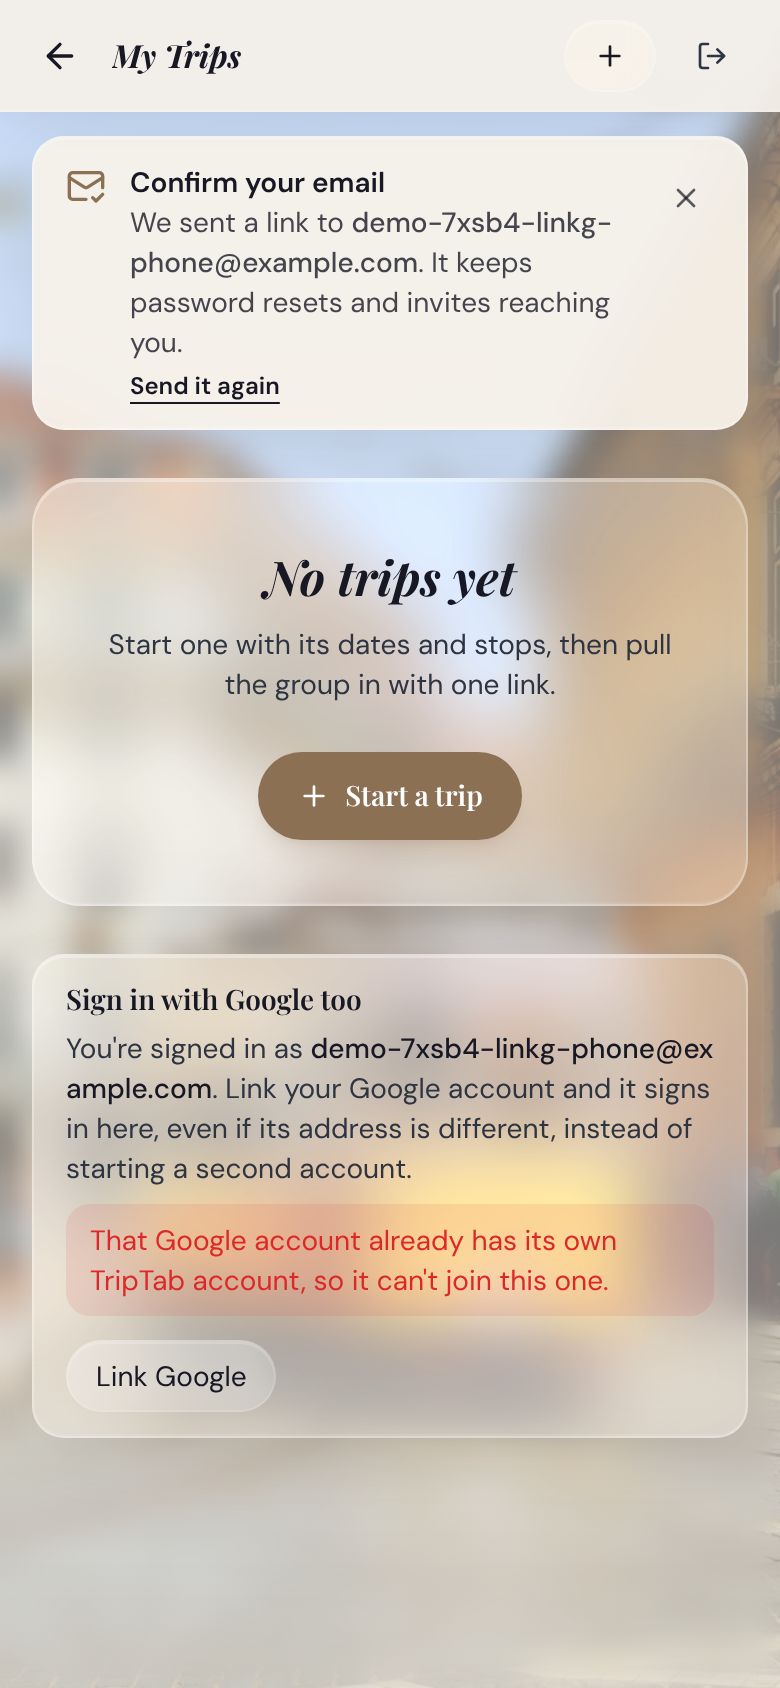 My Trips
Confirm your email
We sent a link to demo-7xsb4-linkg-
phone@example.com. It keeps
password resets and invites reaching
you.
Send it again
No trips yet
Start one with its dates and stops, then pull
the group in with one link.
Start a trip
Sign in with Google too
You're signed in as demo-7xsb4-linkg-phone@ex
ample.com. Link your Google account and it signs
in here, even if its address is different, instead of
starting a second account.
That Google account already has its own
TripTab account, so it can't join this one.
Link Google